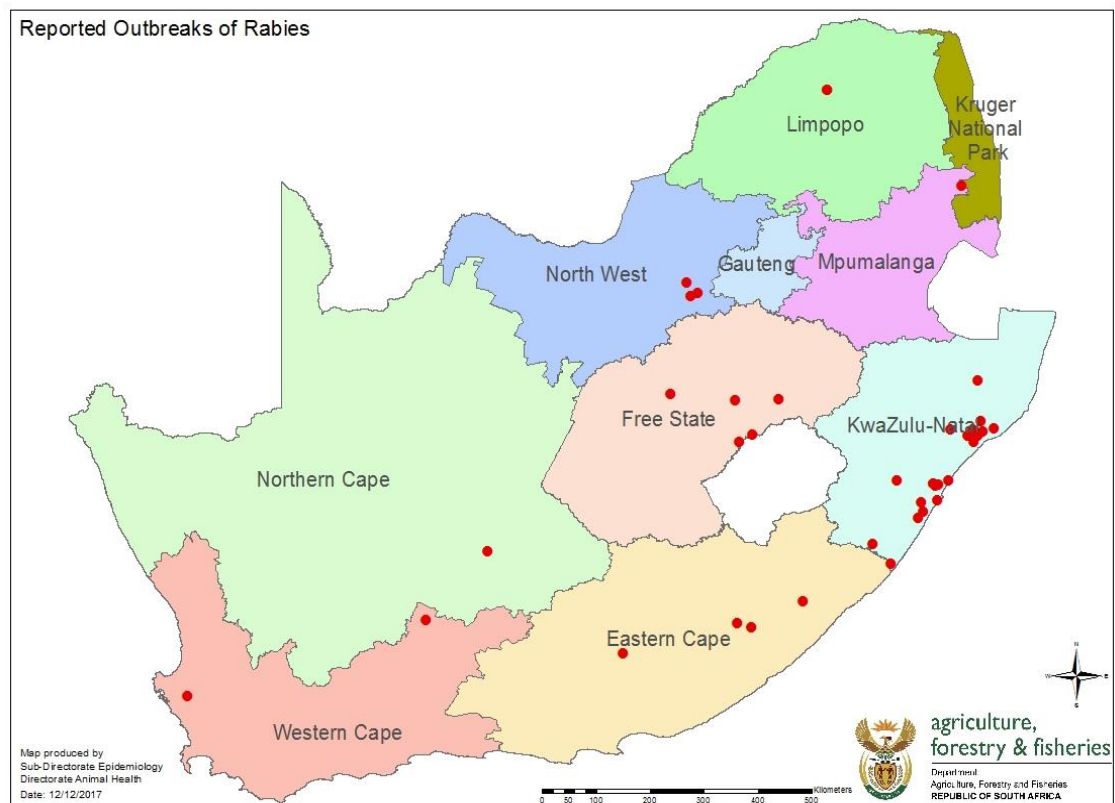 Reported Outbreaks of Rabies
Limpopo
Kruger
National
Park
North West
Gauteng
Mpumalanga
Free State
KwaZulu-Natal
Northern Cape
Eastern Cape
Western Cape
N
W
E
S
Map produced by
Sub-Directorate Epidemiology
Directorate Animal Health
Date: 12/12/2017
Kilometers
0 50 100 200 300 400 500
agriculture,
forestry & fisheries
Department:
Agriculture, Forestry and Fisheries
REPUBLIC OF SOUTH AFRICA